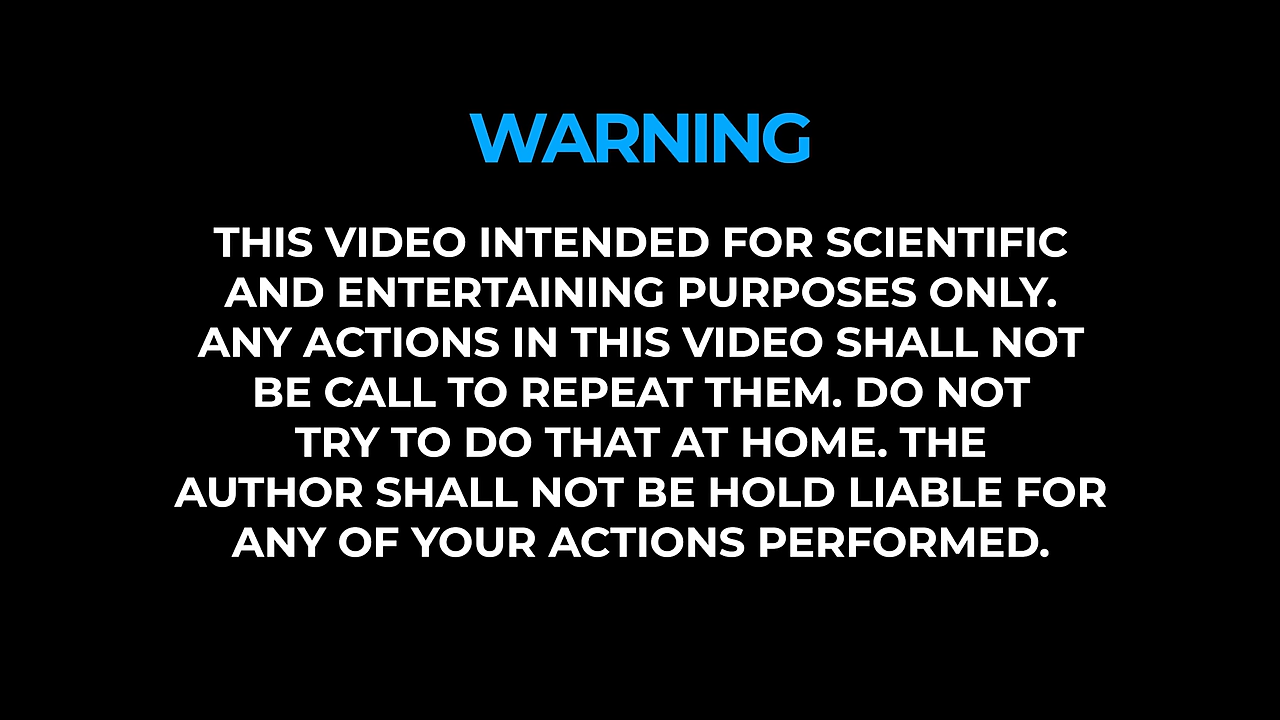 WARNING
THIS VIDEO INTENDED FOR SCIENTIFIC
AND ENTERTAINING PURPOSES ONLY.
ANY ACTIONS IN THIS VIDEO SHALL NOT
BE CALL TO REPEAT THEM. DO NOT
TRY TO DO THAT AT HOME. THE
AUTHOR SHALL NOT BE HOLD LIABLE FOR
ANY OF YOUR ACTIONS PERFORMED.